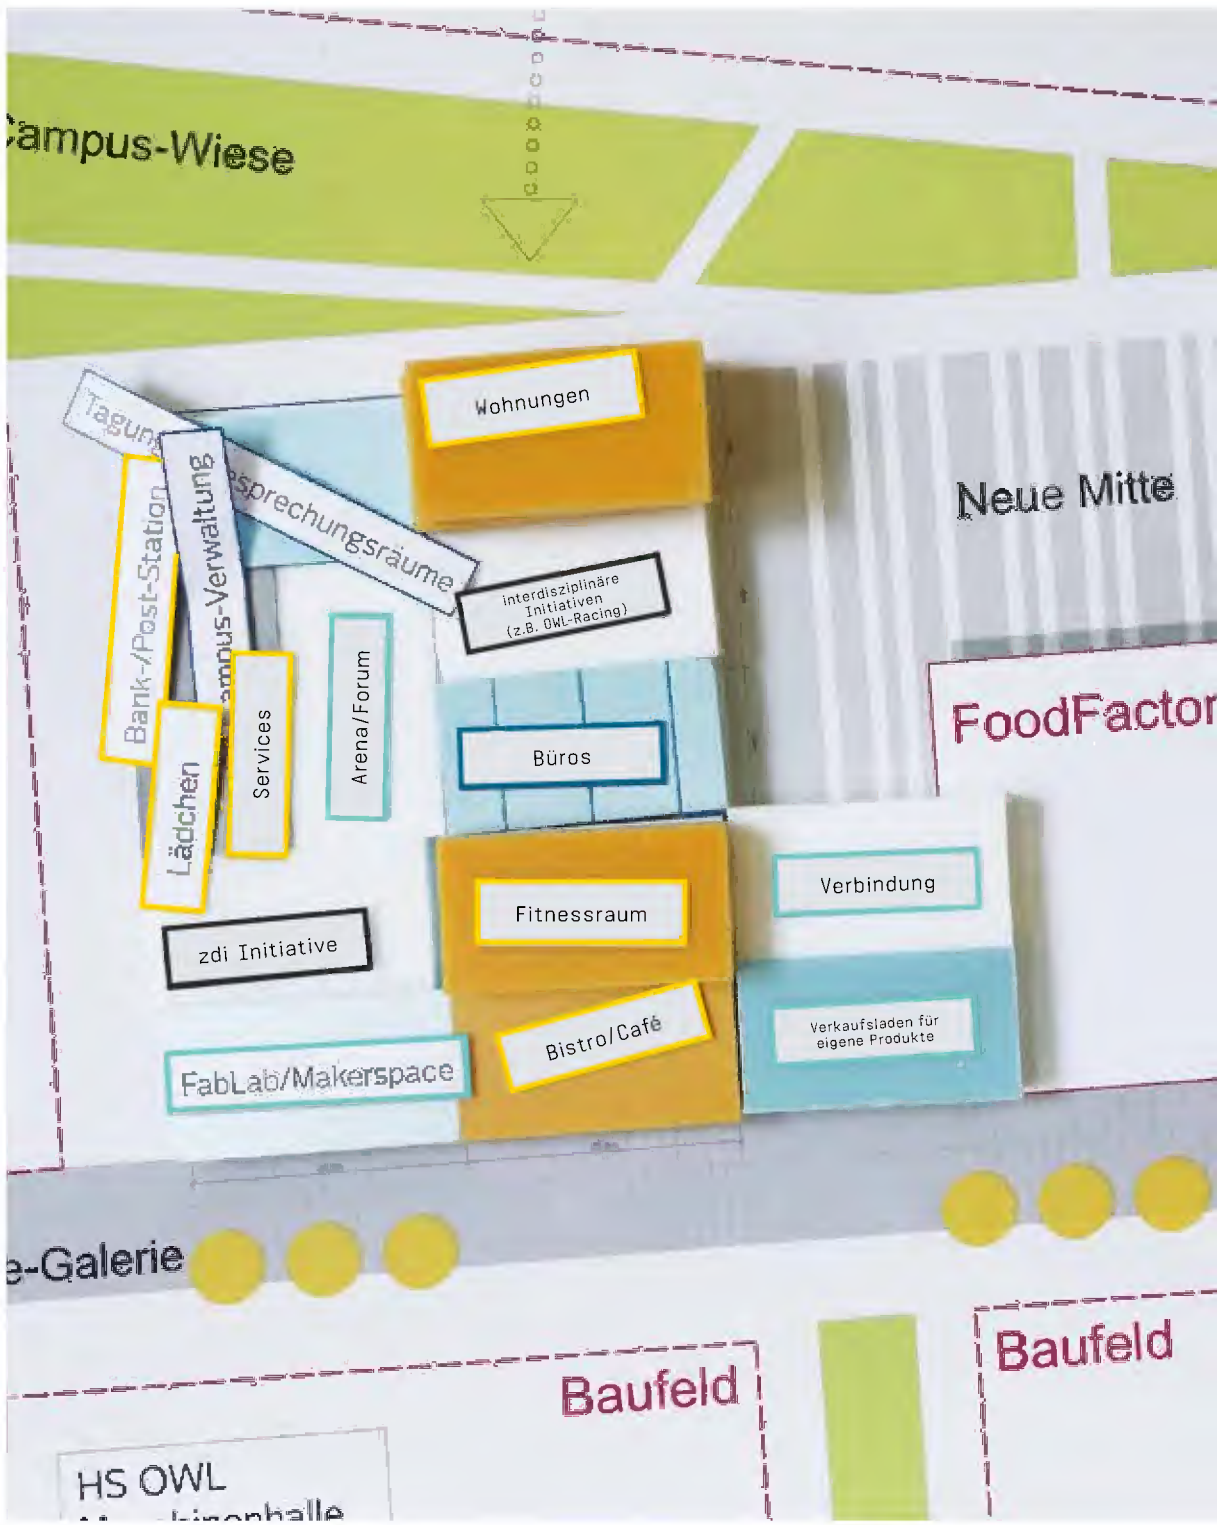 Campus-Wiese
Wohnungen
Bank-/Post-Station
Besprechungsräume
Neue Mitte
interdisziplinäre
Initiativen
(z.B. OWL-Racing)
Campus-Verwaltung
Services
Arena/Forum
Büros
FoodFactor
Lädchen
Fitnessraum
Verbindung
zdi Initiative
Bistro/Café
Verkaufsladen für
eigene Produkte
FabLab/Makerspace
e-Galerie
Baufeld
Baufeld
HS OWL